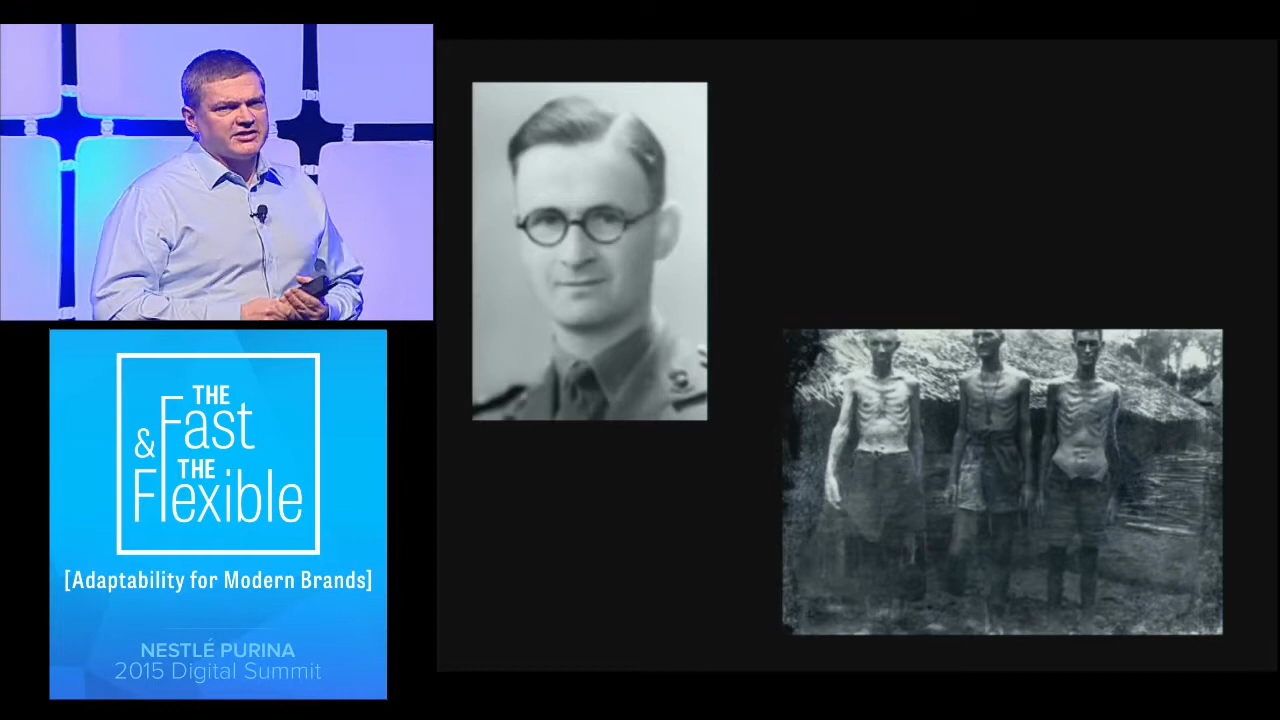 THE
Fast
&
THE
Flexible
[Adaptability for Modern Brands]
NESTLÉ PURINA
2015 Digital Summit